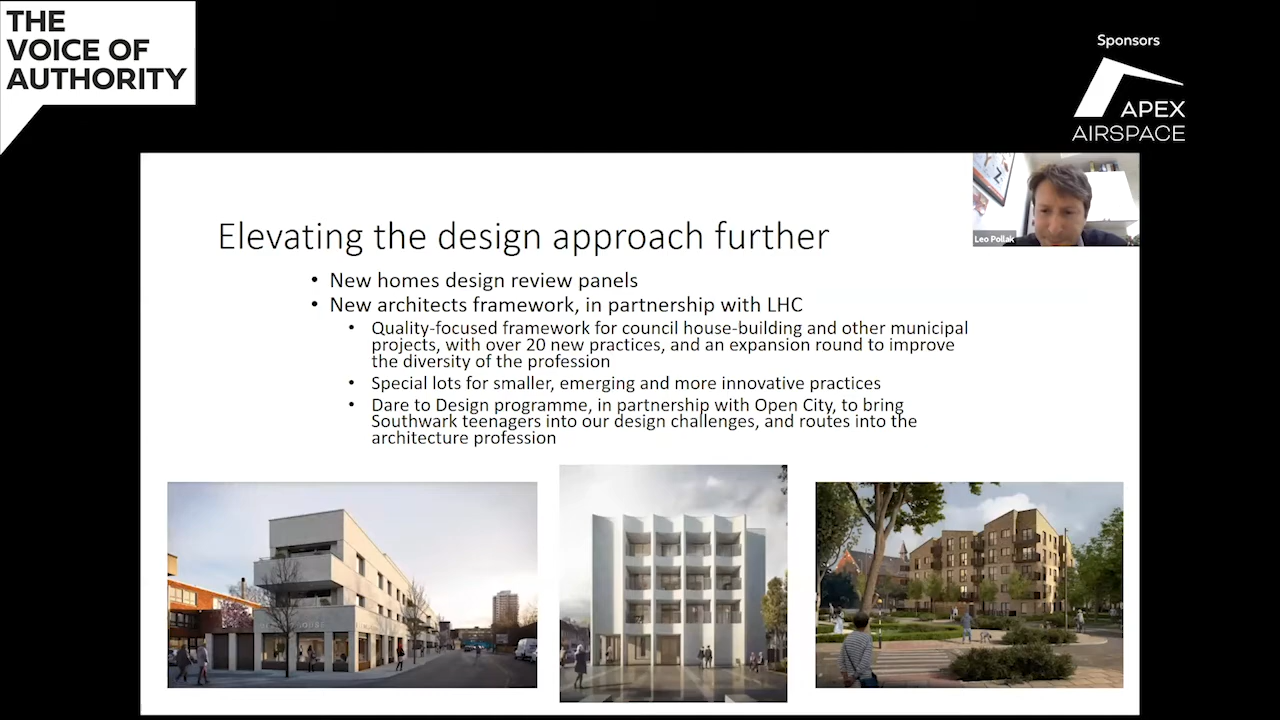 THE
VOICE OF
AUTHORITY
Sponsors
APEX
AIRSPACE
Leo Pollak
Elevating the design approach further
• New homes design review panels
• New architects framework, in partnership with LHC
• Quality-focused framework for council house-building and other municipal
projects, with over 20 new practices, and an expansion round to improve
the diversity of the profession
• Special lots for smaller, emerging and more innovative practices
• Dare to Design programme, in partnership with Open City, to bring
Southwark teenagers into our design challenges, and routes into the
architecture profession